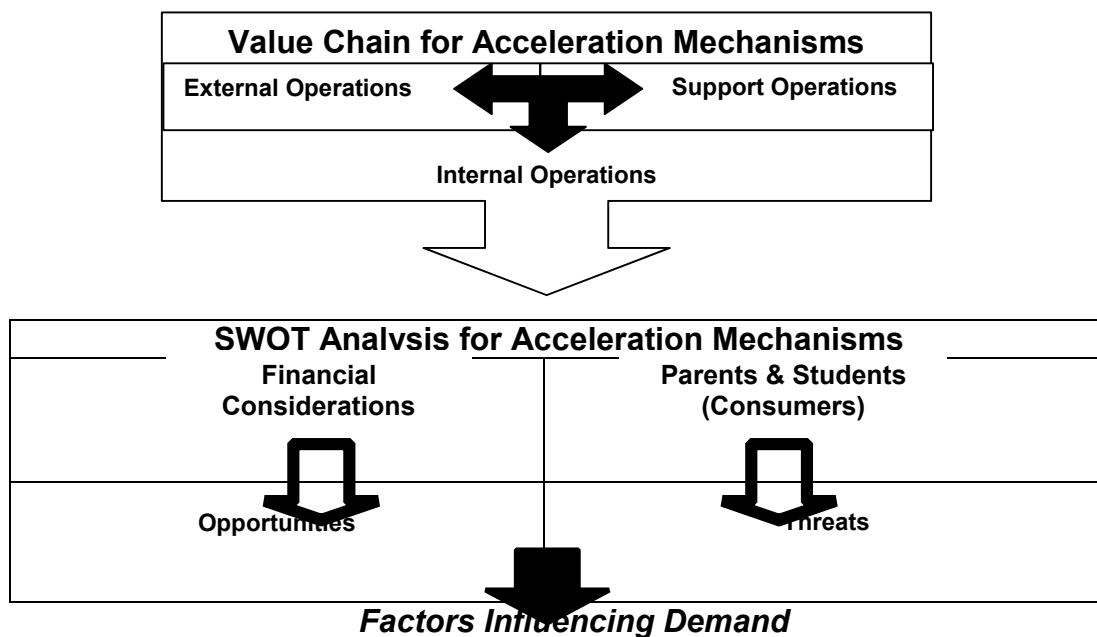 Value Chain for Acceleration Mechanisms
External Operations
Support Operations
Internal Operations
SWOT Analysis for Acceleration Mechanisms
Financial
Considerations
Parents & Students
(Consumers)
Opportunities
Threats
Factors Influencing Demand